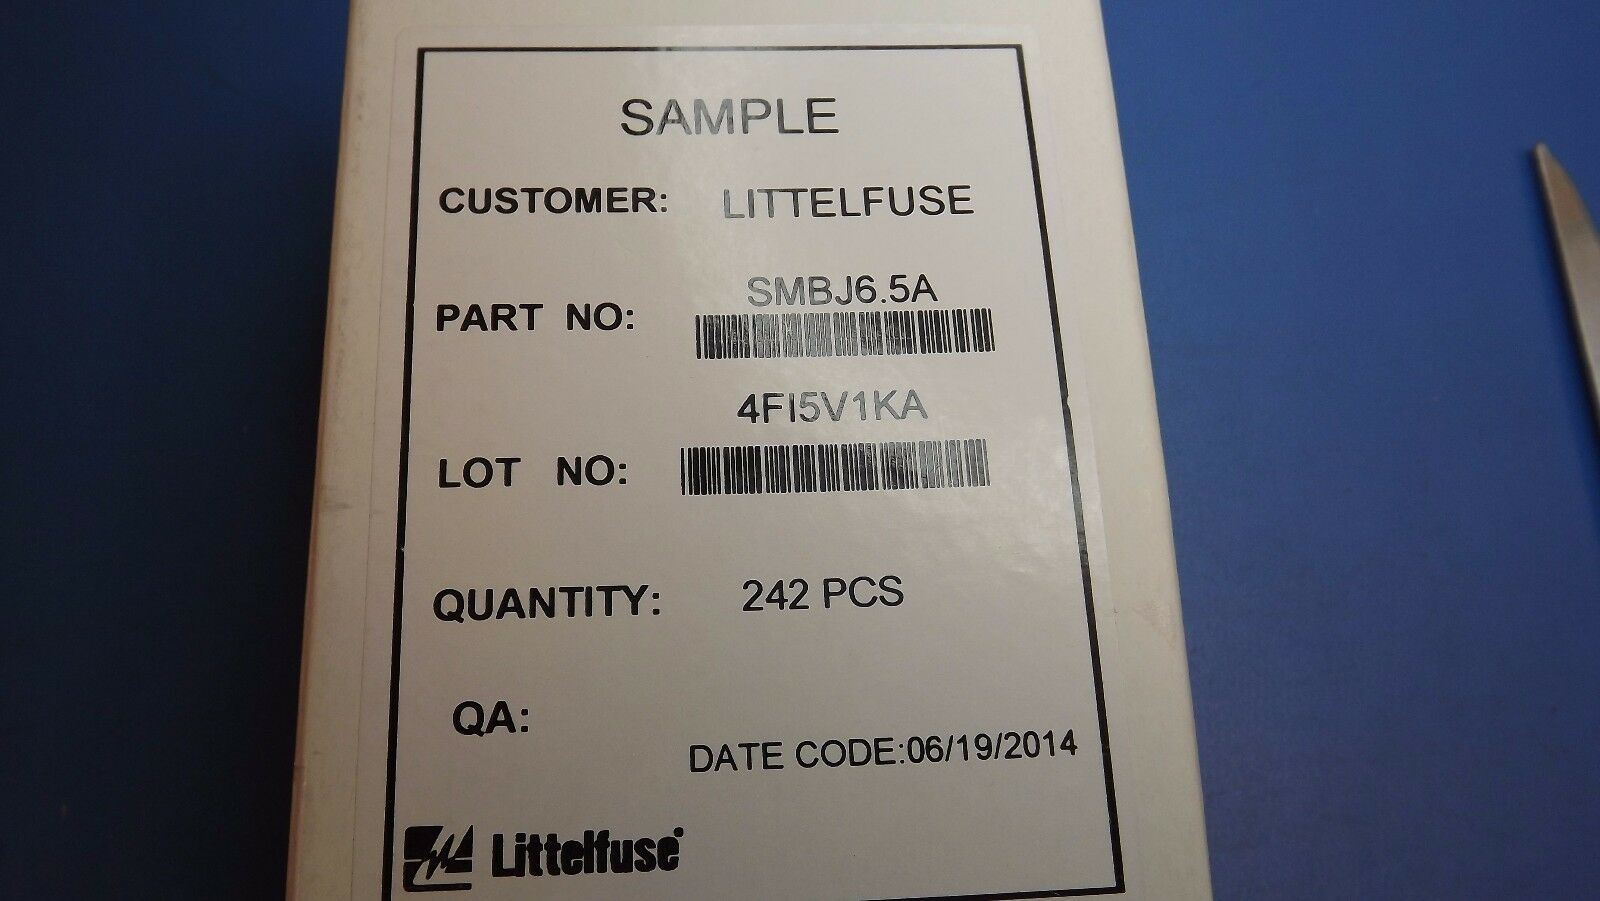 SAMPLE
CUSTOMER: LITTELFUSE
SMBJ6.5A
PART NO:
4FI5V1KA
LOT NO:
QUANTITY: 242 PCS
QA:
DATE CODE:06/19/2014
Littelfuse